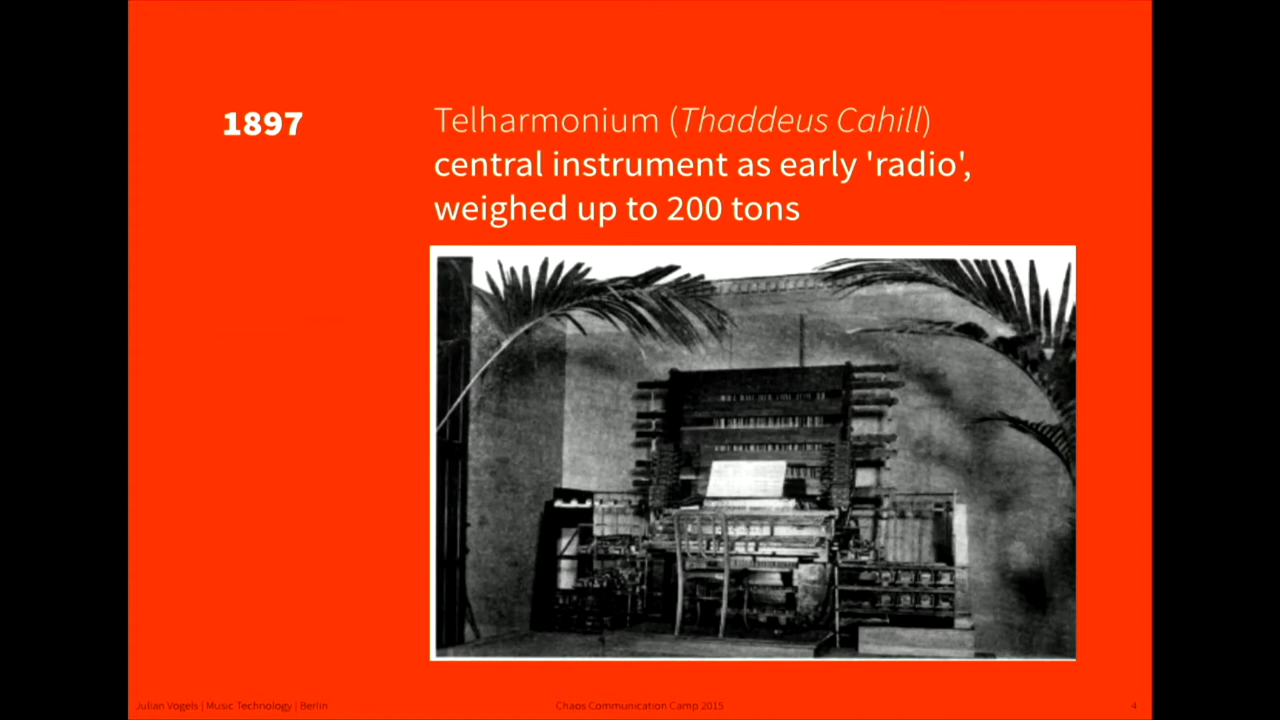 1897
Telharmonium (Thaddeus Cahill)
central instrument as early 'radio',
weighed up to 200 tons
Julian Vogels | Music Technology | Berlin
Chaos Communication Camp 2015
4